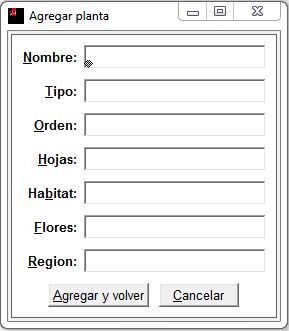 Agregar planta
Nombre:
Tipo:
Orden:
Hojas:
Habitat:
Flores:
Region:
Agregar y volver Cancelar